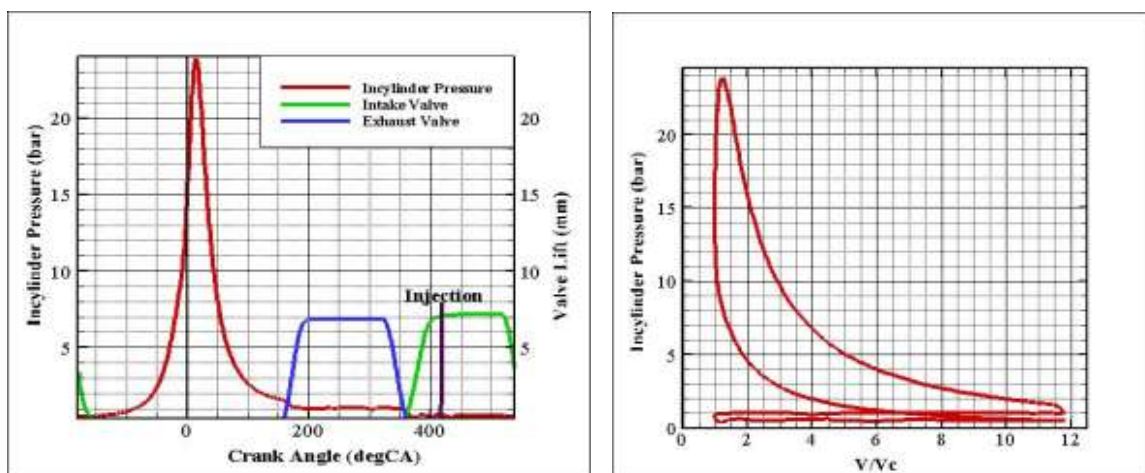 Incylinder Pressure
Intake Valve
Exhaust Valve
Incylinder Pressure (bar)
20
15
10
5
Valve Lift (mm)
20
15
10
5
Injection
0
200
400
Crank Angle (degCA)
Incylinder Pressure (bar)
20
15
10
5
0
0
2
4
6
8
10
12
V/Vc